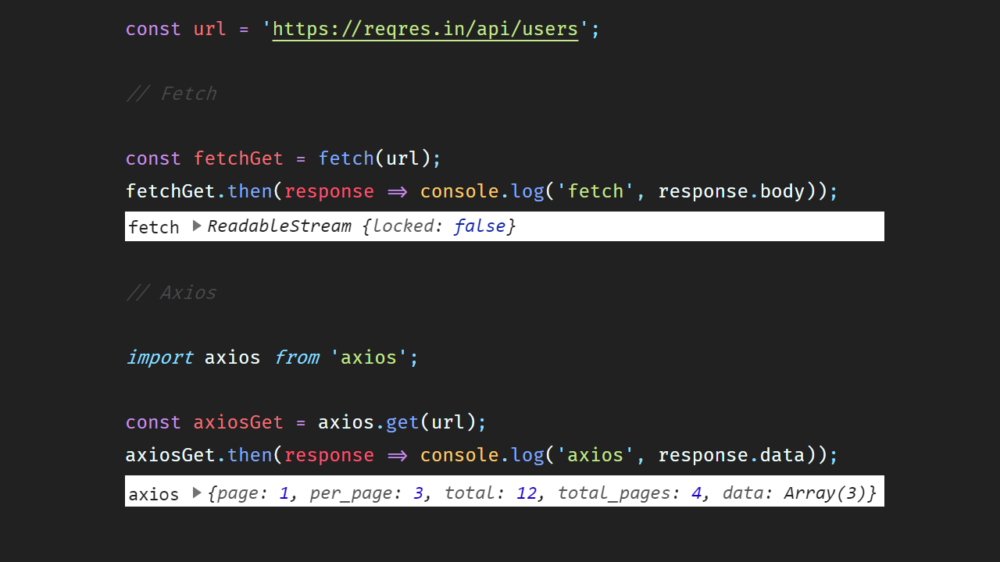 const url = 'https://reqres.in/api/users';
// Fetch
const fetchGet = fetch(url);
fetchGet.then(response => console.log('fetch', response.body));
fetch ▶ ReadableStream {locked: false}
// Axios
import axios from 'axios';
const axiosGet = axios.get(url);
axiosGet.then(response => console.log('axios', response.data));
axios ▶ {page: 1, per_page: 3, total: 12, total_pages: 4, data: Array(3)}